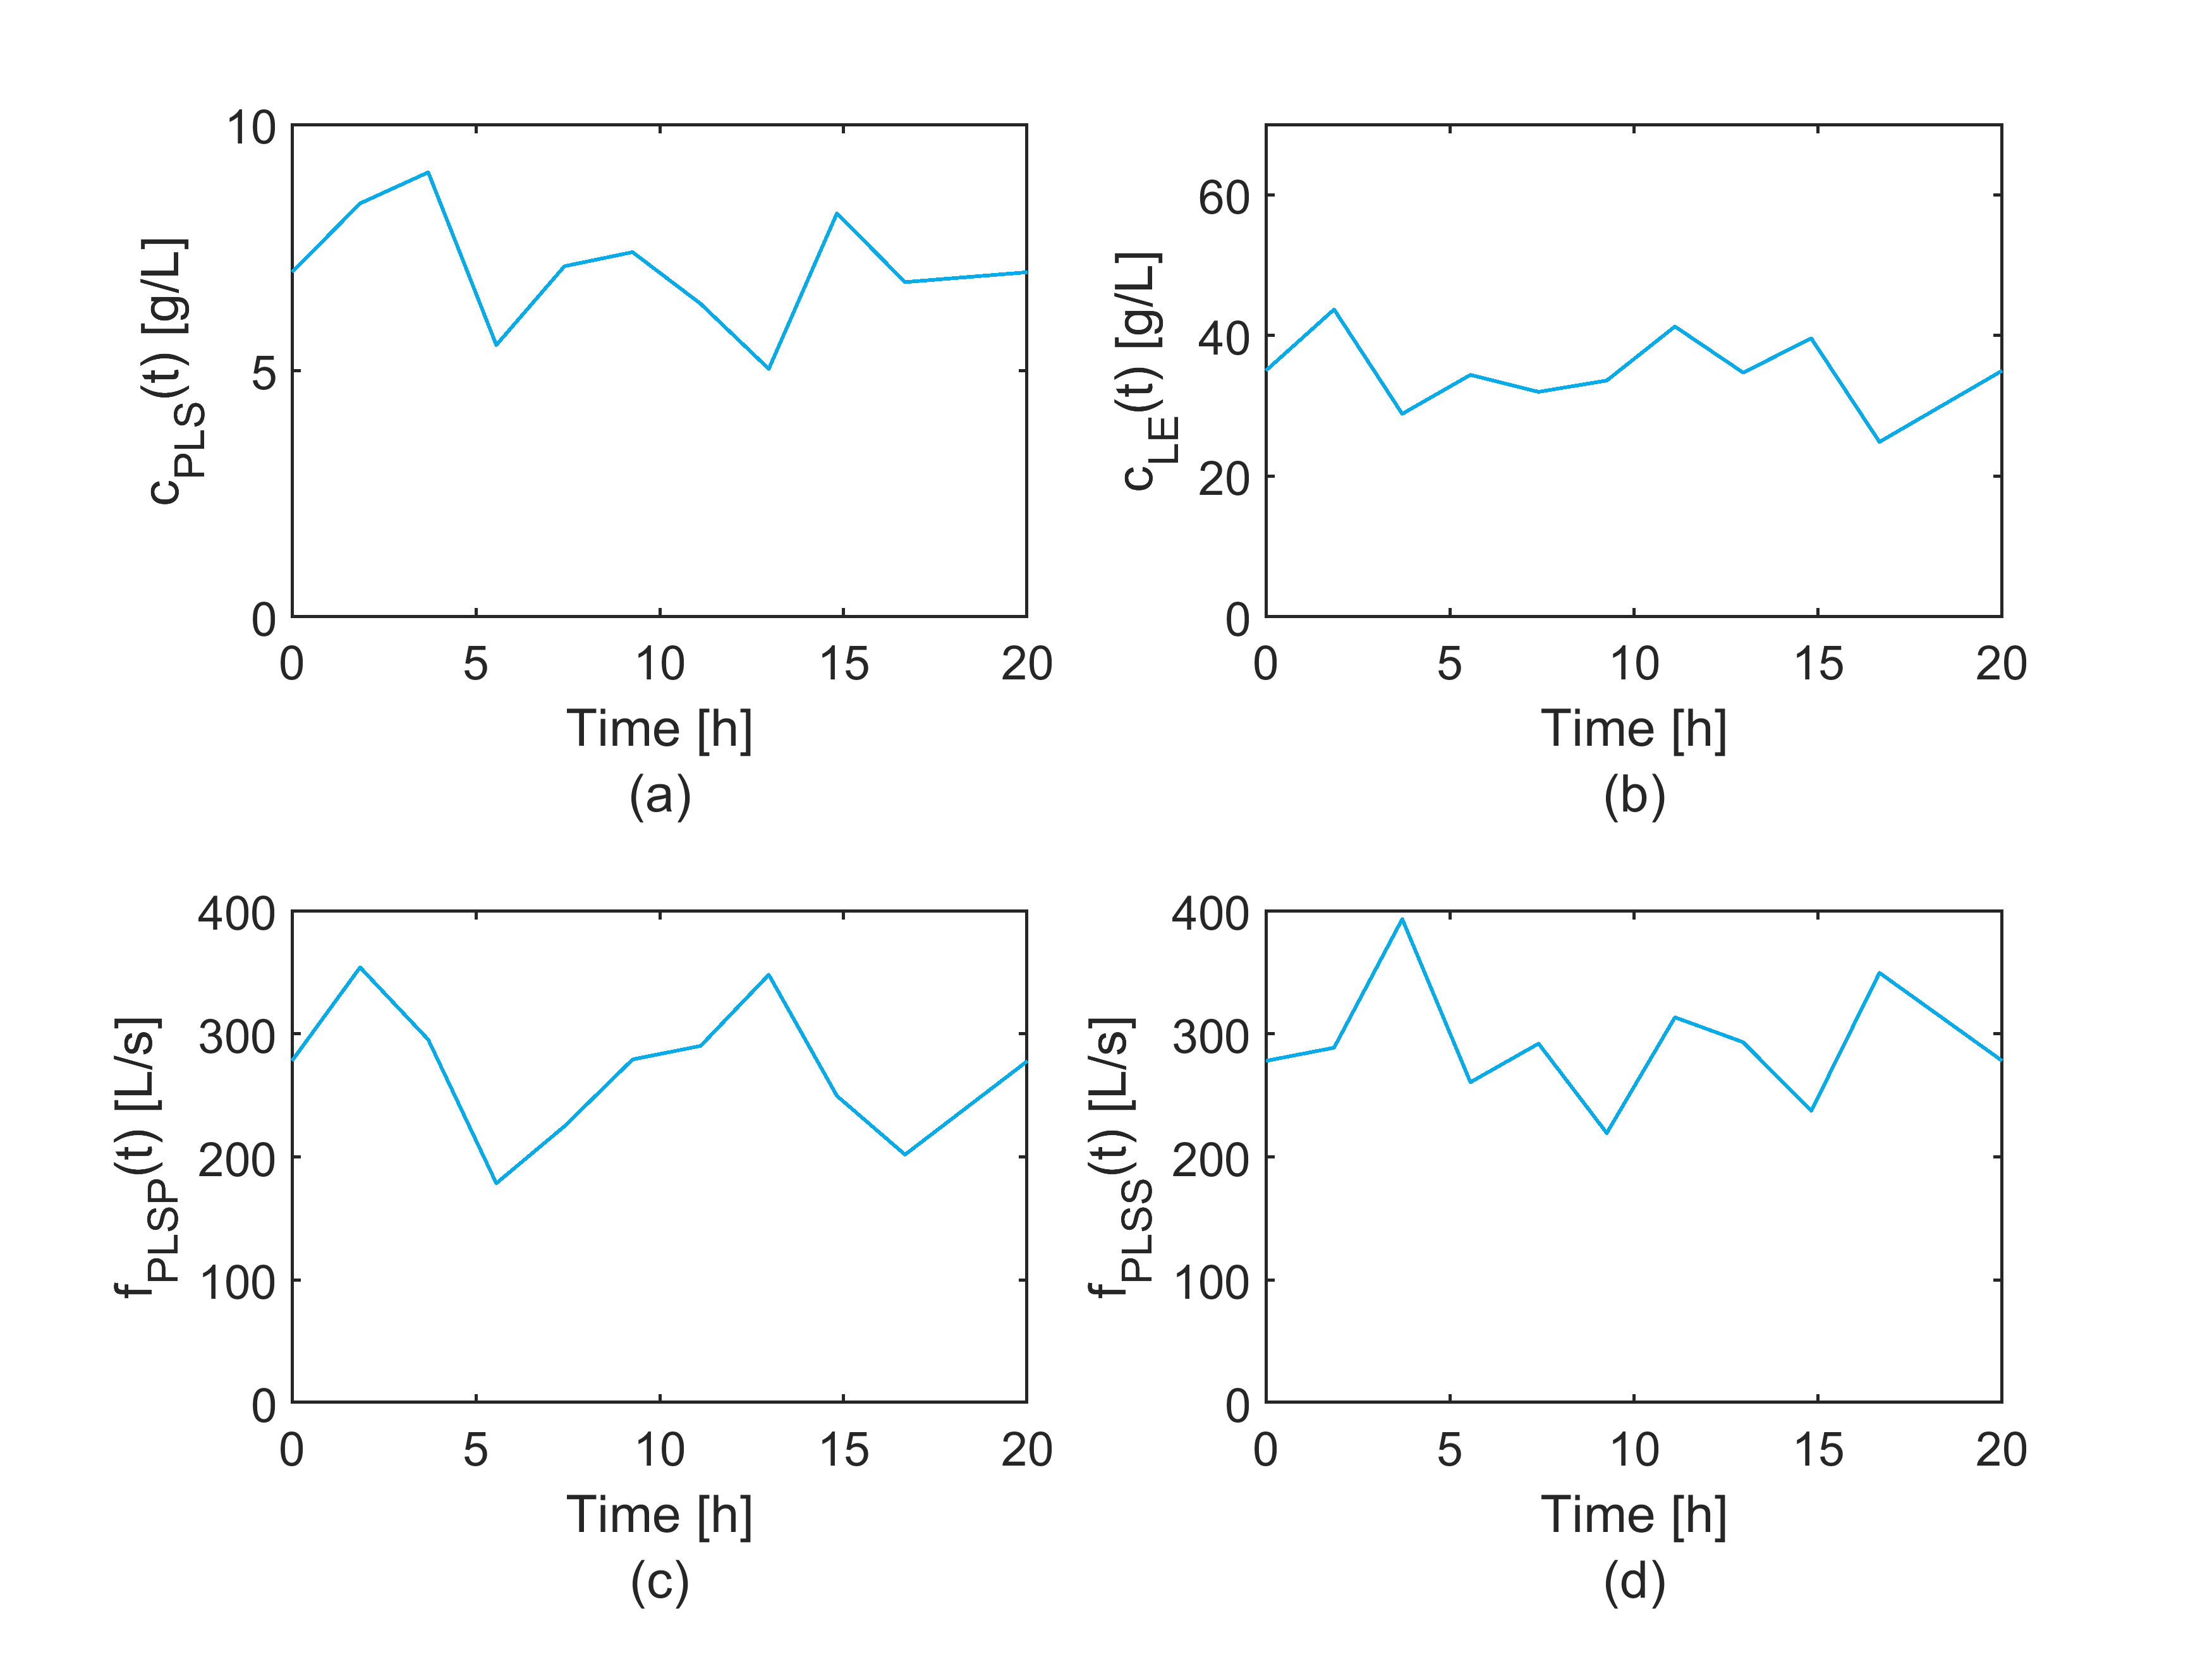 10
5
0
c_PLS(t) [g/L]
0 5 10 15 20
Time [h]
(a)
60
40
20
0
c_LE(t) [g/L]
0 5 10 15 20
Time [h]
(b)
400
300
200
100
0
f_PLSP(t) [L/s]
0 5 10 15 20
Time [h]
(c)
400
300
200
100
0
f_PLSS(t) [L/s]
0 5 10 15 20
Time [h]
(d)